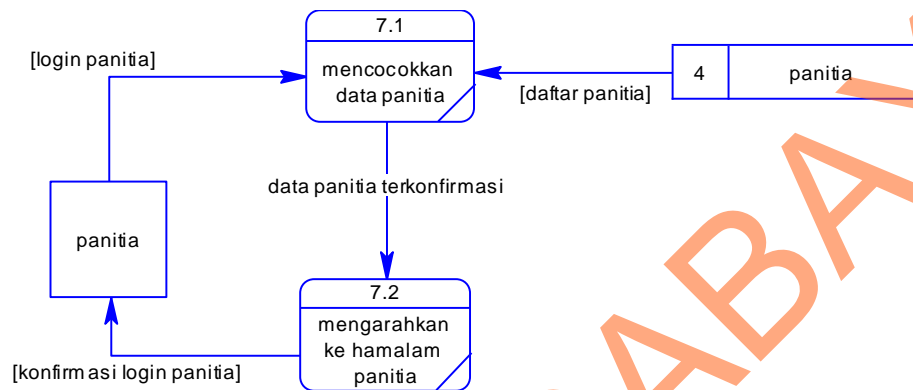 7.1
[login panitia]
mencocokkan
data panitia
4
panitia
[daftar panitia]
data panitia terkonfirmasi
panitia
7.2
mengarahkan
ke hamalam
panitia
[konfirmasi login panitia]